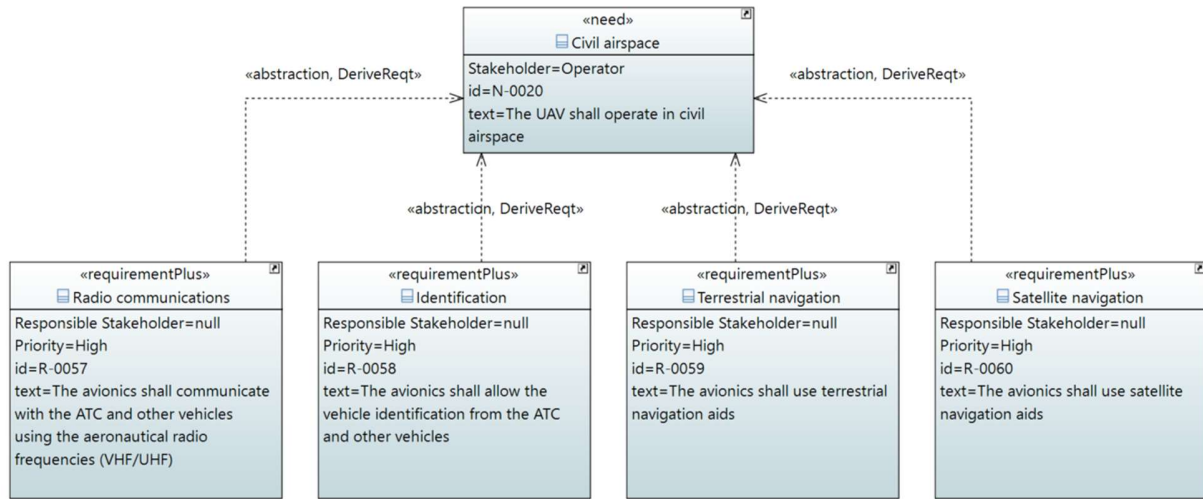 «need»
Civil airspace
Stakeholder=Operator
id=N-0020
text=The UAV shall operate in civil
airspace
«abstraction, DeriveReqt»
«abstraction, DeriveReqt»
«abstraction, DeriveReqt»
«abstraction, DeriveReqt»
«requirementPlus»
Radio communications
Responsible Stakeholder=null
Priority=High
id=R-0057
text=The avionics shall communicate
with the ATC and other vehicles
using the aeronautical radio
frequencies (VHF/UHF)
«requirementPlus»
Identification
Responsible Stakeholder=null
Priority=High
id=R-0058
text=The avionics shall allow the
vehicle identification from the ATC
and other vehicles
«requirementPlus»
Terrestrial navigation
Responsible Stakeholder=null
Priority=High
id=R-0059
text=The avionics shall use terrestrial
navigation aids
«requirementPlus»
Satellite navigation
Responsible Stakeholder=null
Priority=High
id=R-0060
text=The avionics shall use satellite
navigation aids